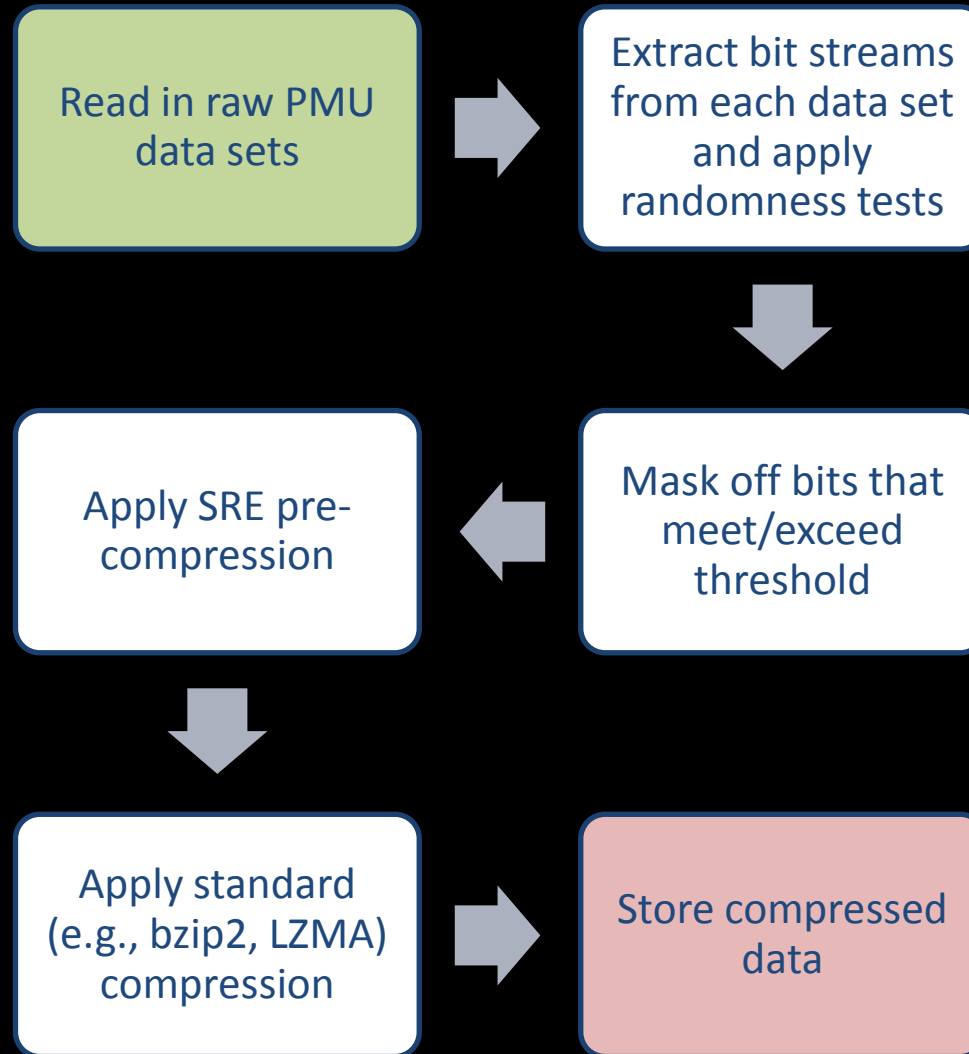 Read in raw PMU
data sets
Extract bit streams
from each data set
and apply
randomness tests
Mask off bits that
meet/exceed
threshold
Apply SRE pre-
compression
Apply standard
(e.g., bzip2, LZMA)
compression
Store compressed
data